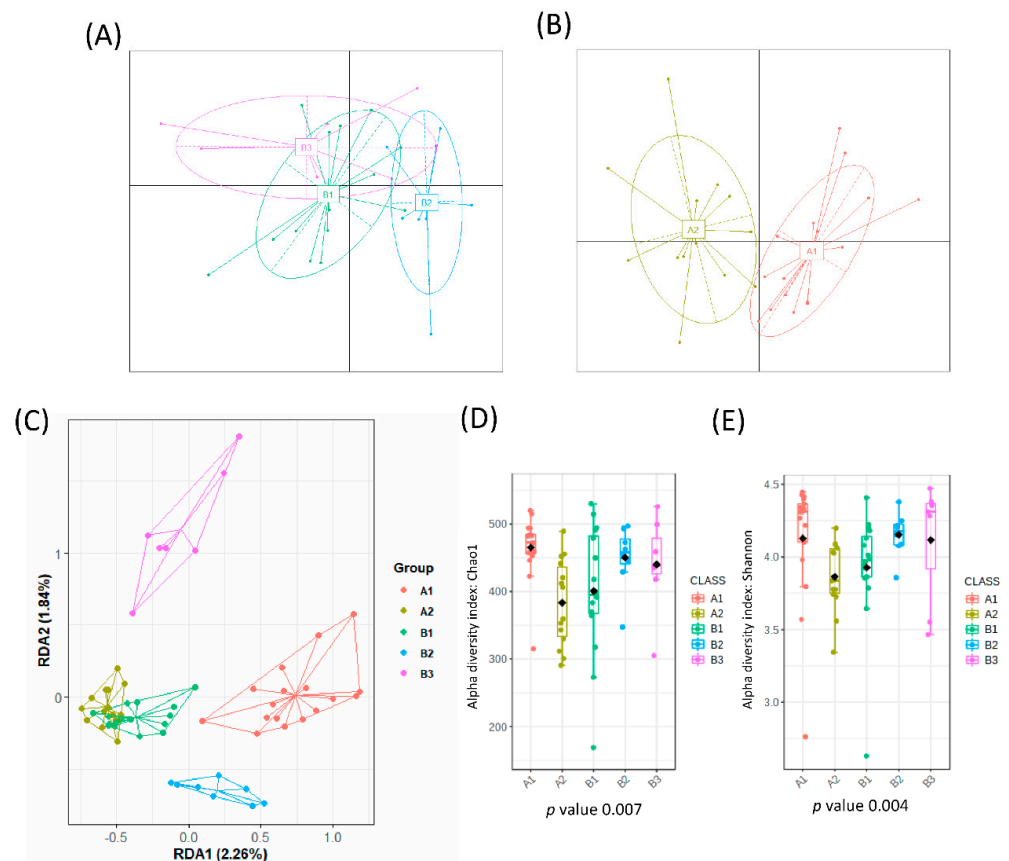 (A)
B3
B1
B2
(B)
A2
A1
(C)
RDA2 (1.84%)
1
0
-0.5
0.0
0.5
1.0
RDA1 (2.26%)
Group
A1
A2
B1
B2
B3
(D)
Alpha diversity index: Chao1
500
400
300
200
A1
A2
B1
B2
B3
p value 0.007
CLASS
A1
A2
B1
B2
B3
(E)
Alpha diversity index: Shannon
4.5
4.0
3.5
3.0
A1
A2
B1
B2
B3
p value 0.004
CLASS
A1
A2
B1
B2
B3